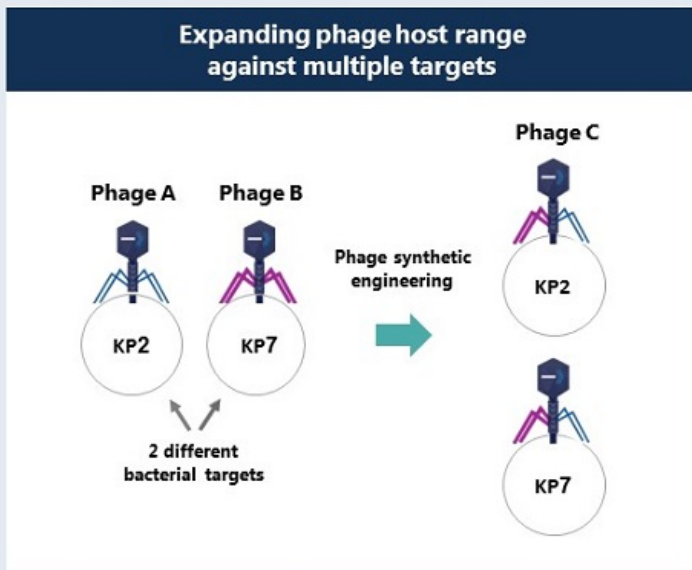 Expanding phage host range
against multiple targets
Phage A
Phage B
KP2
KP7
2 different
bacterial targets
Phage synthetic
engineering
Phage C
KP2
KP7